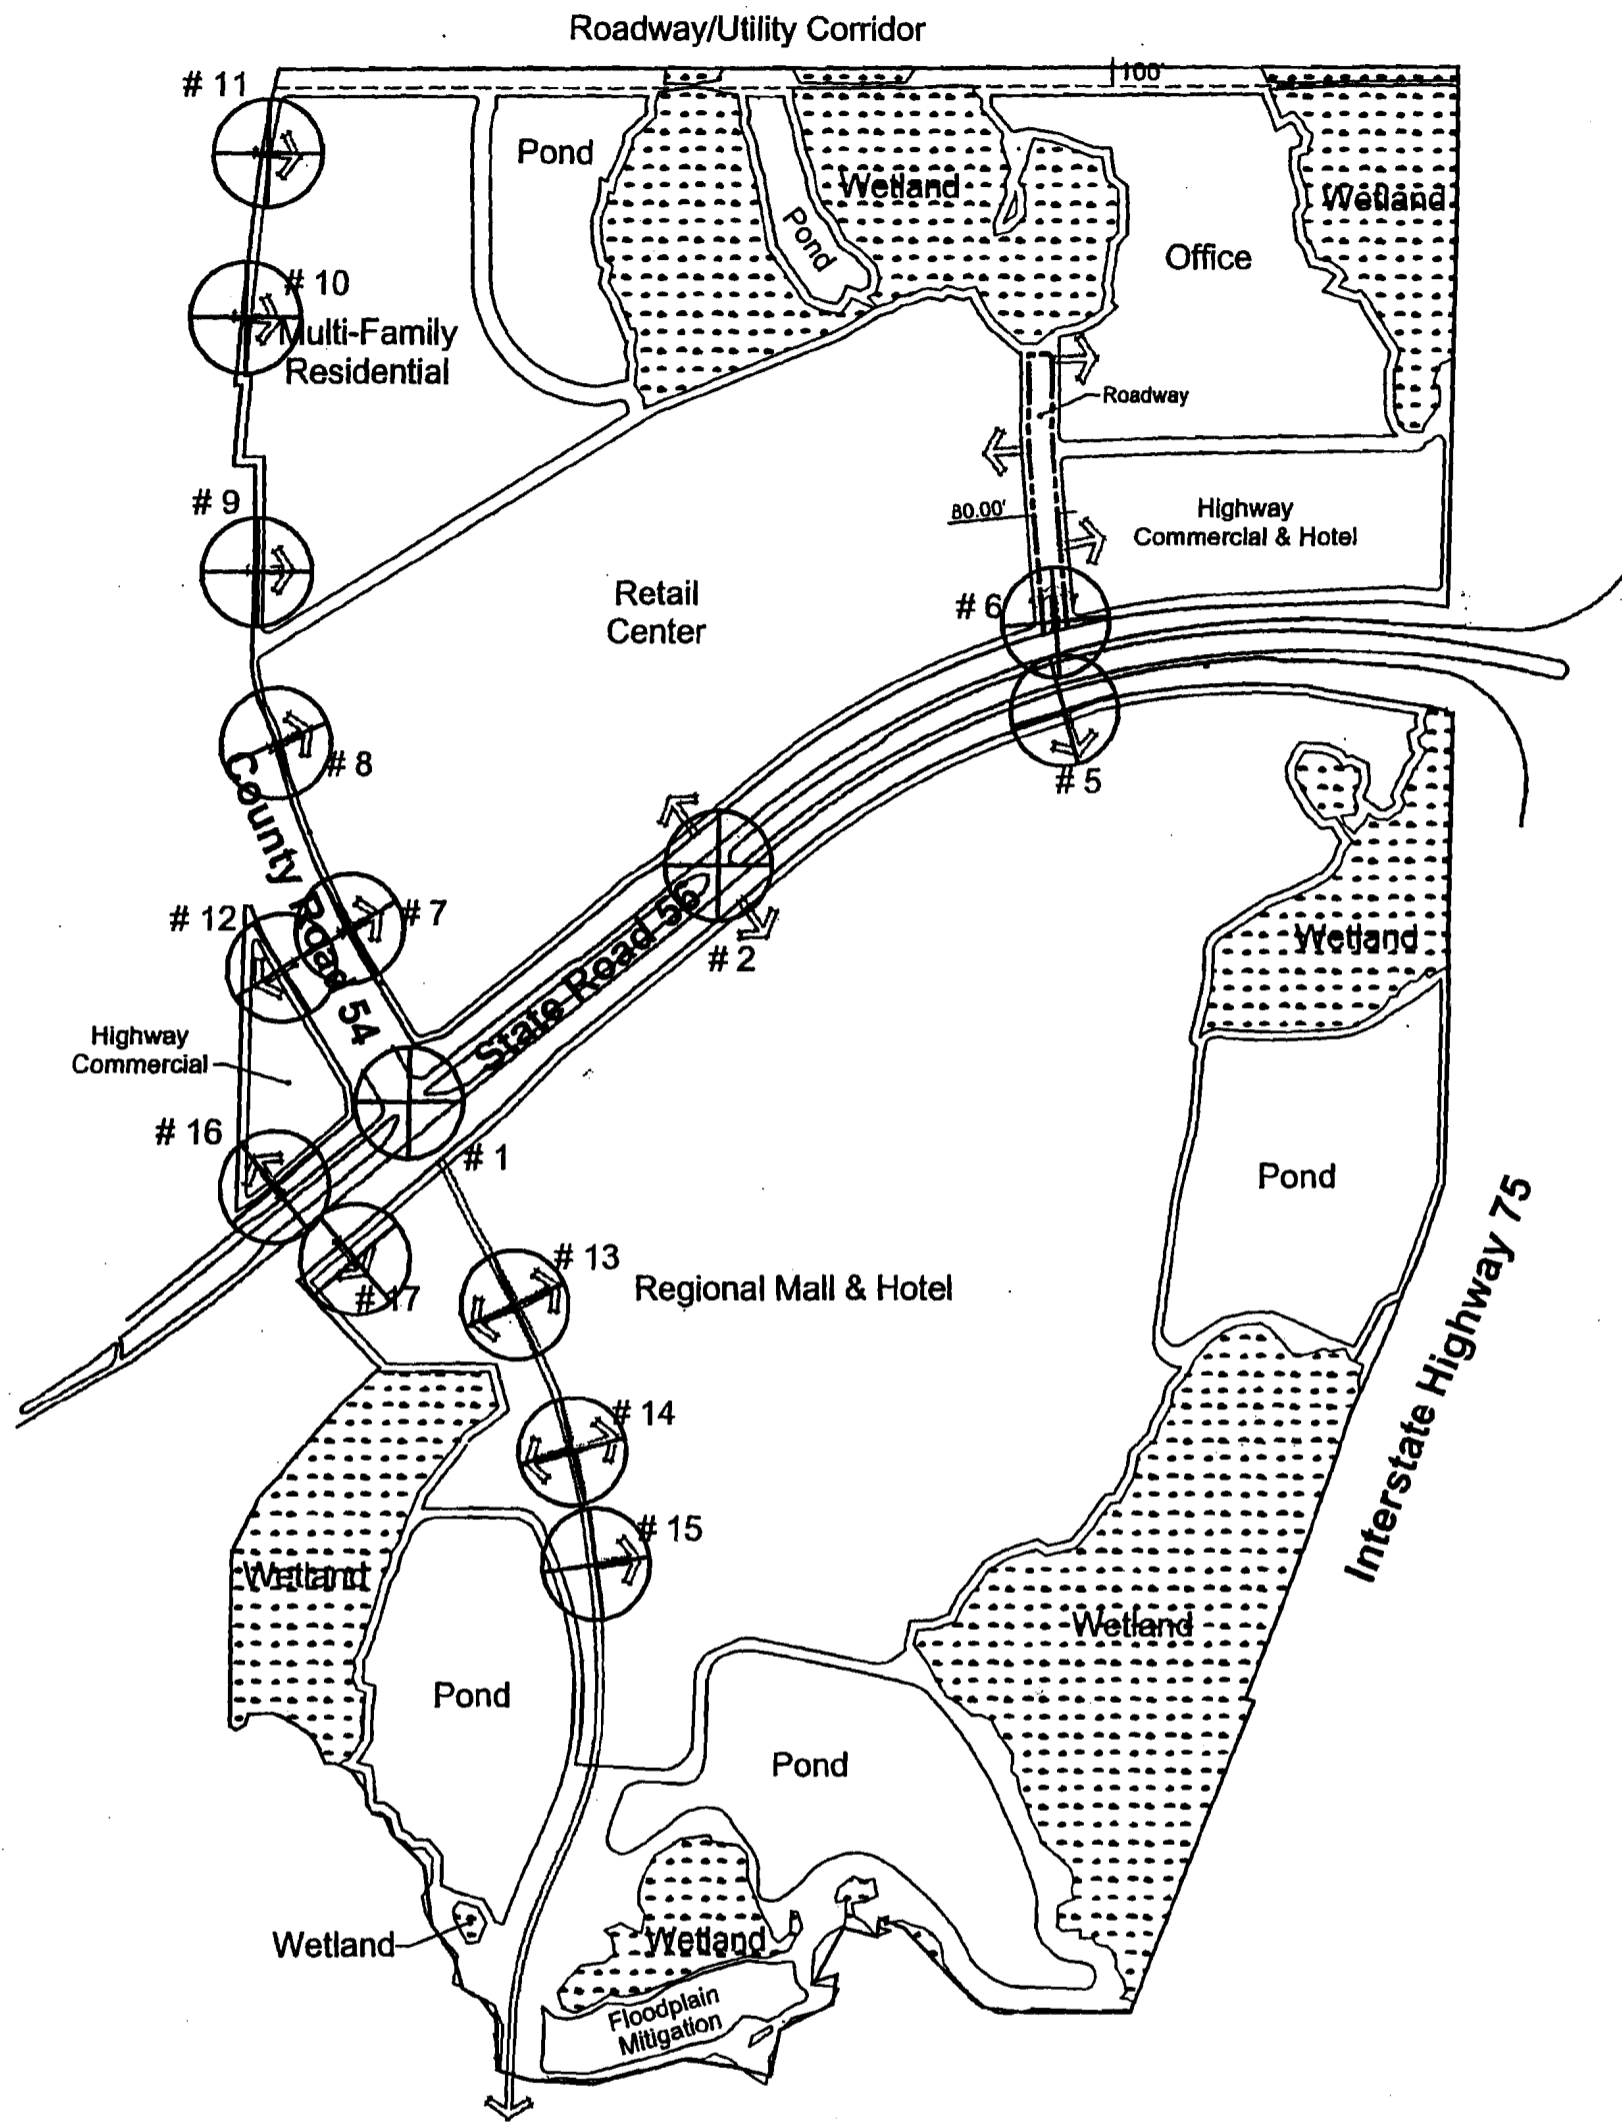 Roadway/Utility Corridor
# 11
100'
Pond
Wetland
Wetland
Pond
Office
# 10
Multi-Family
Residential
Roadway
# 9
80.00'
Highway
Commercial & Hotel
Retail
Center
# 6
# 8
# 5
County Road 54
# 12
# 7
# 2
State Road 56
Wetland
Highway
Commercial
# 16
# 1
Pond
# 13
Regional Mall & Hotel
# 17
Interstate Highway 75
# 14
# 15
Wetland
Wetland
Pond
Pond
Wetland
Wetland
Floodplain
Mitigation